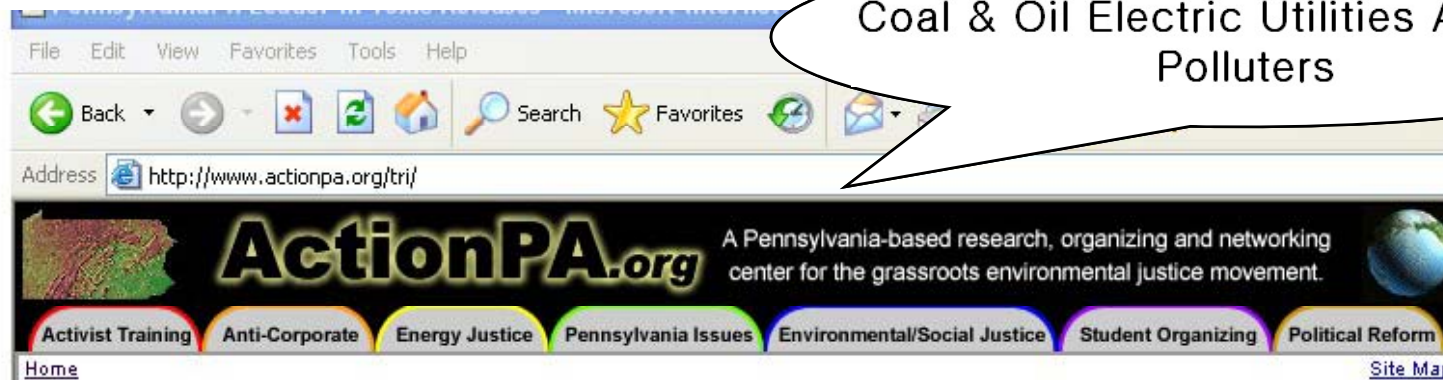 Coal & Oil Electric Utilities
Polluters
File Edit View Favorites Tools Help
Back Search Favorites
Address http://www.actionpa.org/tri/
ActionPA.org
A Pennsylvania-based research, organizing and networking
center for the grassroots environmental justice movement.
Activist Training Anti-Corporate Energy Justice Pennsylvania Issues Environmental/Social Justice Student Organizing Political Reform
Home Site Map